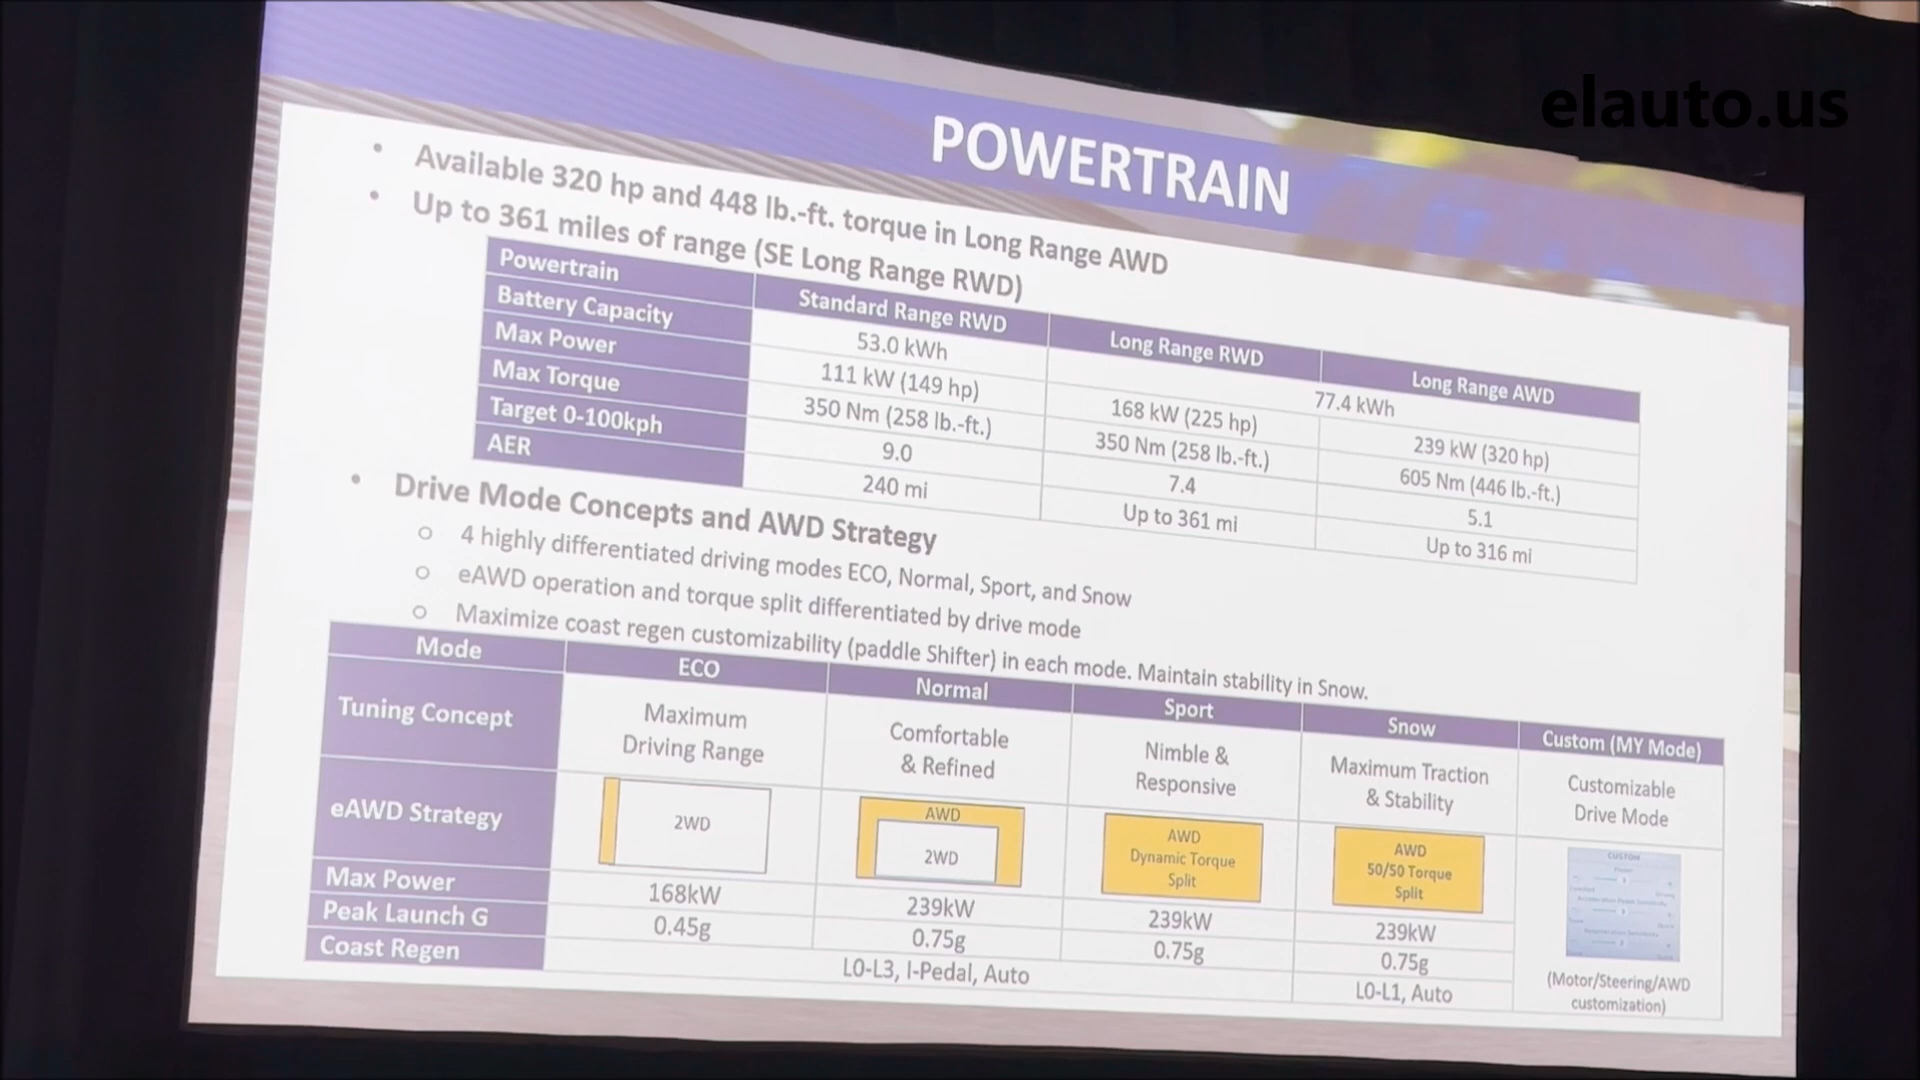 elauto.us
POWERTRAIN
• Available 320 hp and 448 lb.-ft. torque in Long Range AWD
• Up to 361 miles of range (SE Long Range RWD)
Powertrain Standard Range RWD Long Range RWD Long Range AWD
Battery Capacity 53.0 kWh 77.4 kWh
Max Power 111 kW (149 hp) 168 kW (225 hp) 239 kW (320 hp)
Max Torque 350 Nm (258 lb.-ft.) 350 Nm (258 lb.-ft.) 605 Nm (446 lb.-ft.)
Target 0-100kph 9.0 7.4 5.1
AER 240 mi Up to 361 mi Up to 316 mi
• Drive Mode Concepts and AWD Strategy
o 4 highly differentiated driving modes ECO, Normal, Sport, and Snow
o eAWD operation and torque split differentiated by drive mode
o Maximize coast regen customizability (paddle Shifter) in each mode. Maintain stability in Snow.
Mode ECO Normal Sport Snow Custom (MY Mode)
Tuning Concept
Maximum
Driving Range
Comfortable
& Refined
Nimble &
Responsive
Maximum Traction
& Stability
Customizable
Drive Mode
eAWD Strategy
2WD
AWD
2WD
AWD
Dynamic Torque
Split
AWD
50/50 Torque
Split
CUSTOM
(Motor/Steering/AWD
customization)
Max Power 168kW 239kW 239kW 239kW
Peak Launch G 0.45g 0.75g 0.75g 0.75g
Coast Regen L0-L3, I-Pedal, Auto L0-L1, Auto